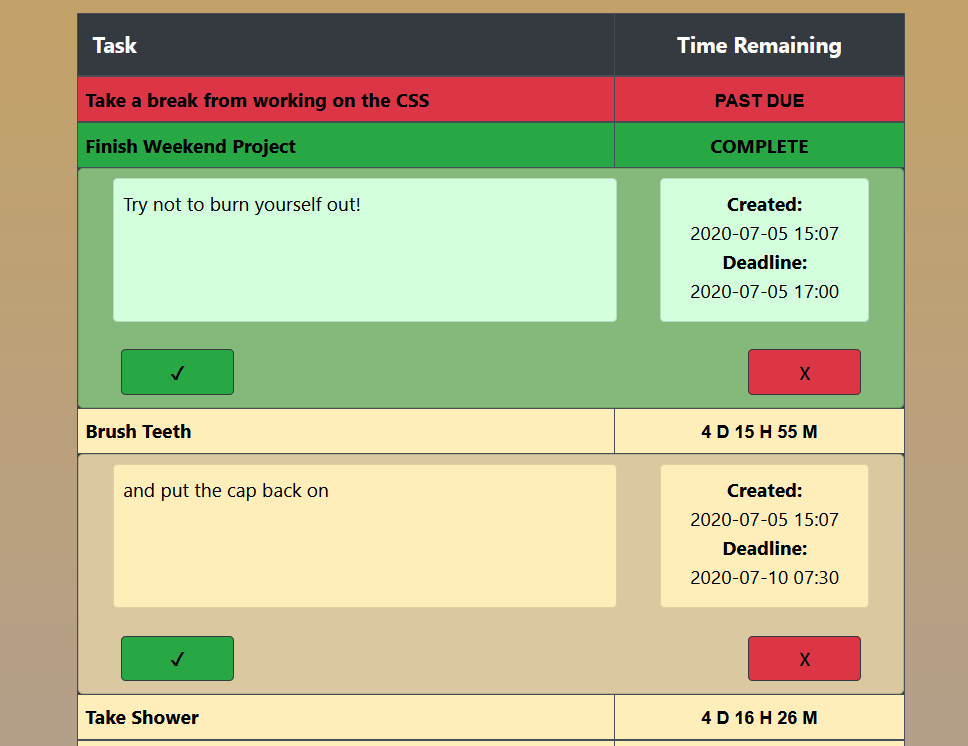 Task Time Remaining
Take a break from working on the CSS PAST DUE
Finish Weekend Project COMPLETE
Try not to burn yourself out!
Created:
2020-07-05 15:07
Deadline:
2020-07-05 17:00
✓ X
Brush Teeth 4 D 15 H 55 M
and put the cap back on
Created:
2020-07-05 15:07
Deadline:
2020-07-10 07:30
✓ X
Take Shower 4 D 16 H 26 M